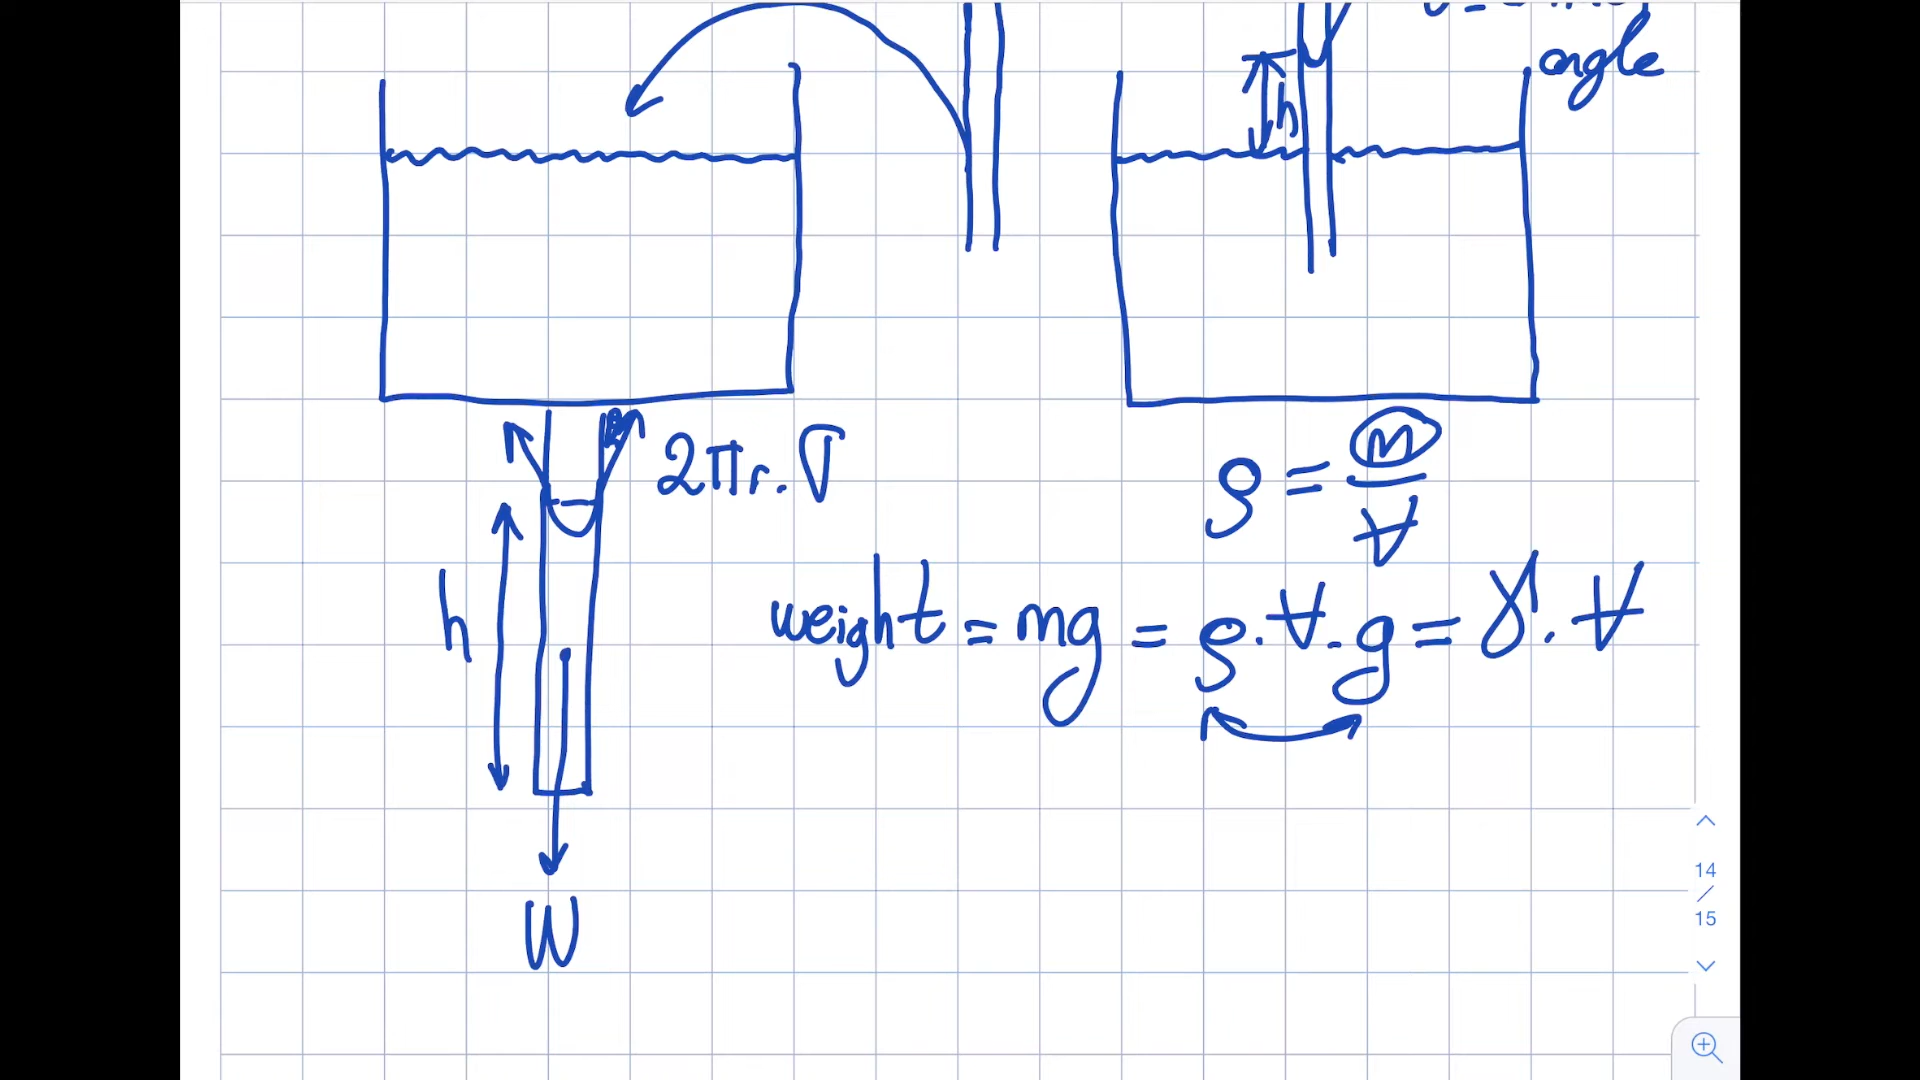 angle
h
2πr.σ
ρ = m/∀
h
weight = mg = ρ.∀.g = γ.∀
W
14
/
15